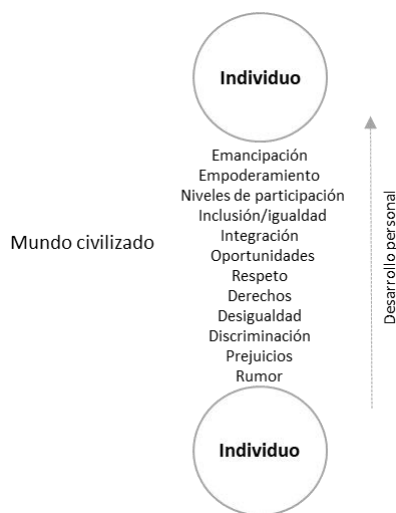 Individuo
Emancipación
Empoderamiento
Niveles de participación
Inclusión/igualdad
Mundo civilizado
Integración
Oportunidades
Respeto
Derechos
Desigualdad
Discriminación
Prejuicios
Rumor
Desarrollo personal
Individuo